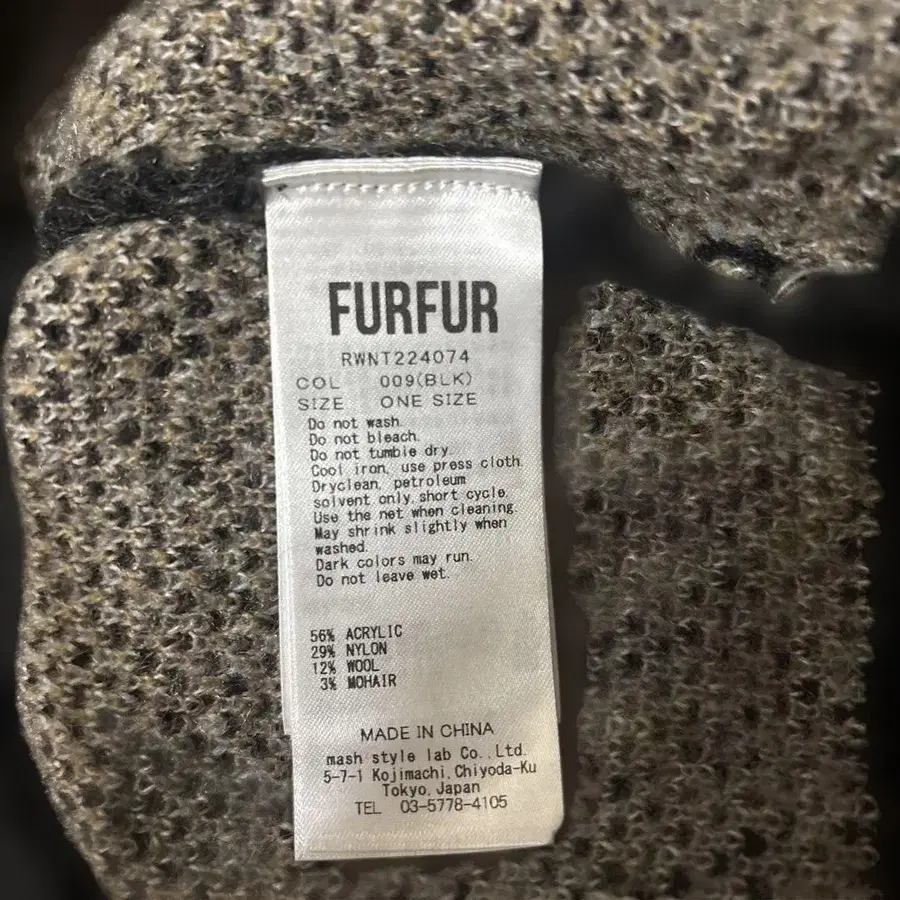 FURFUR
RWNT224074
COL 009(BLK)
SIZE ONE SIZE
Do not wash.
Do not bleach.
Do not tumble dry.
Cool iron, use press cloth.
Dryclean, petroleum
solvent only, short cycle.
Use the net when cleaning.
May shrink slightly when
washed.
Dark colors may run.
Do not leave wet.
56% ACRYLIC
29% NYLON
12% WOOL
3% MOHAIR
MADE IN CHINA
mash style lab Co., Ltd.
5-7-1 Kojimachi, Chiyoda-Ku
Tokyo, Japan
TEL 03-5778-4105